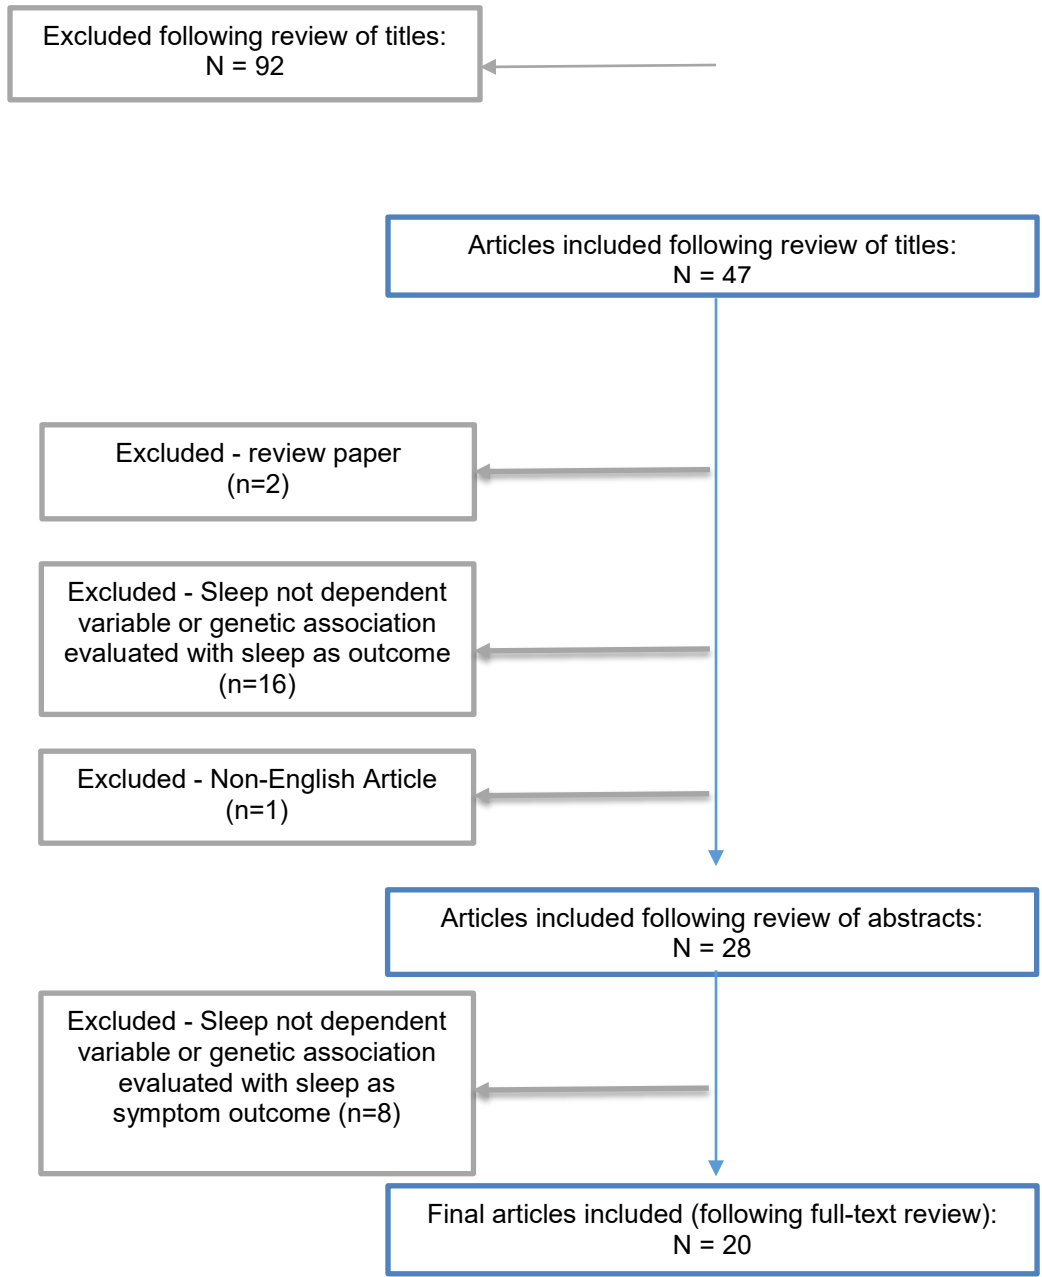 Excluded following review of titles:
N = 92
Articles included following review of titles:
N = 47
Excluded - review paper
(n=2)
Excluded - Sleep not dependent
variable or genetic association
evaluated with sleep as outcome
(n=16)
Excluded - Non-English Article
(n=1)
Articles included following review of abstracts:
N = 28
Excluded - Sleep not dependent
variable or genetic association
evaluated with sleep as
symptom outcome (n=8)
Final articles included (following full-text review):
N = 20